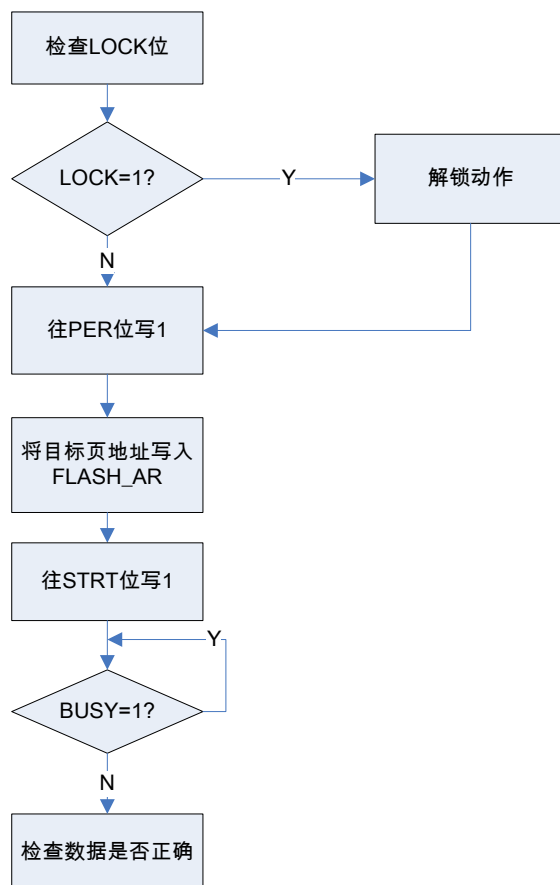 检查LOCK位
LOCK=1?
Y
解锁动作
N
往PER位写1
将目标页地址写入
FLASH_AR
往STRT位写1
Y
BUSY=1?
N
检查数据是否正确